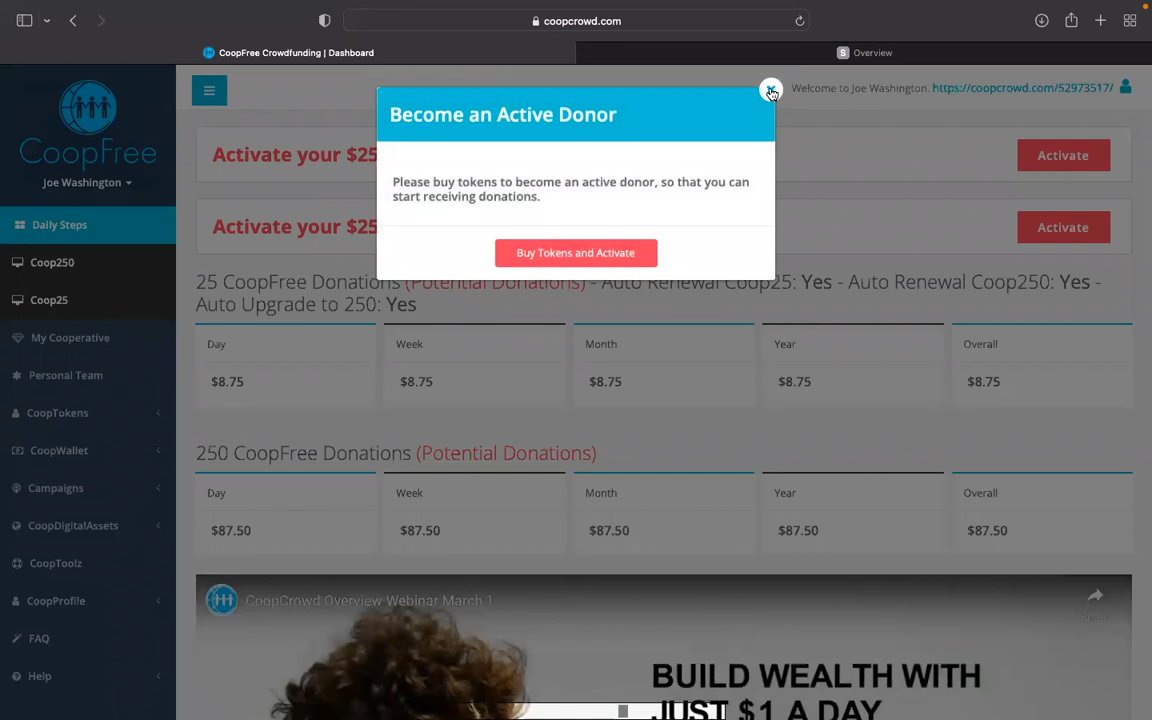 coopcrowd.com
CoopFree Crowdfunding | Dashboard
S Overview
Welcome to Joe Washington. https://coopcrowd.com/52973517/
CoopFree
Joe Washington
Daily Steps
Coop250
Coop25
My Cooperative
Personal Team
CoopTokens
CoopWallet
Campaigns
CoopDigitalAssets
CoopToolz
CoopProfile
FAQ
Help
Become an Active Donor
Please buy tokens to become an active donor, so that you can
start receiving donations.
Buy Tokens and Activate
Activate your $25
Activate
Activate your $25
Activate
25 CoopFree Donations (Potential Donations) - Auto Renewal Coop25: Yes - Auto Renewal Coop250: Yes -
Auto Upgrade to 250: Yes
Day Week Month Year Overall
$8.75 $8.75 $8.75 $8.75 $8.75
250 CoopFree Donations (Potential Donations)
Day Week Month Year Overall
$87.50 $87.50 $87.50 $87.50 $87.50
CoopCrowd Overview Webinar March 1
BUILD WEALTH WITH
JUST $1 A DAY